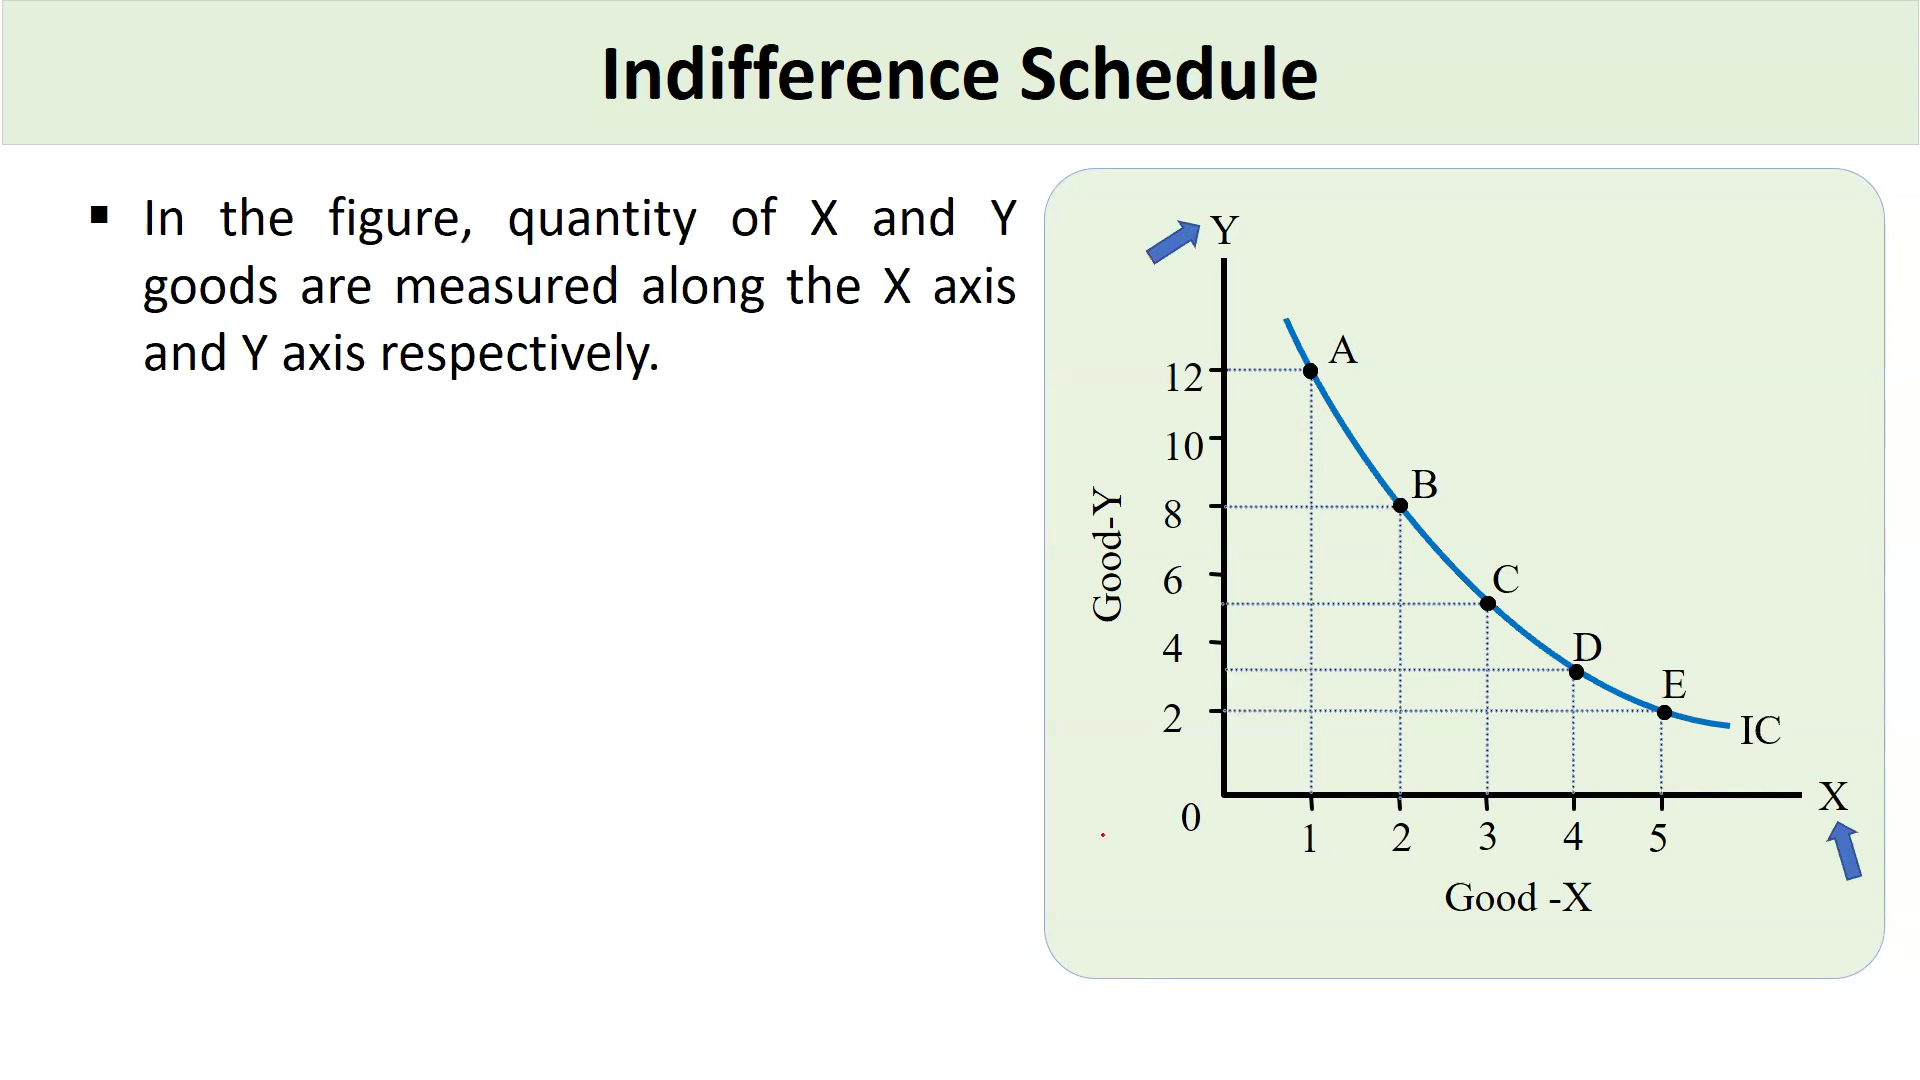 Indifference Schedule
▪ In the figure, quantity of X and Y
goods are measured along the X axis
and Y axis respectively.
Y
A
12
10
B
8
Good-Y
C
6
D
4
E
2
IC
X
0
1 2 3 4 5
Good -X